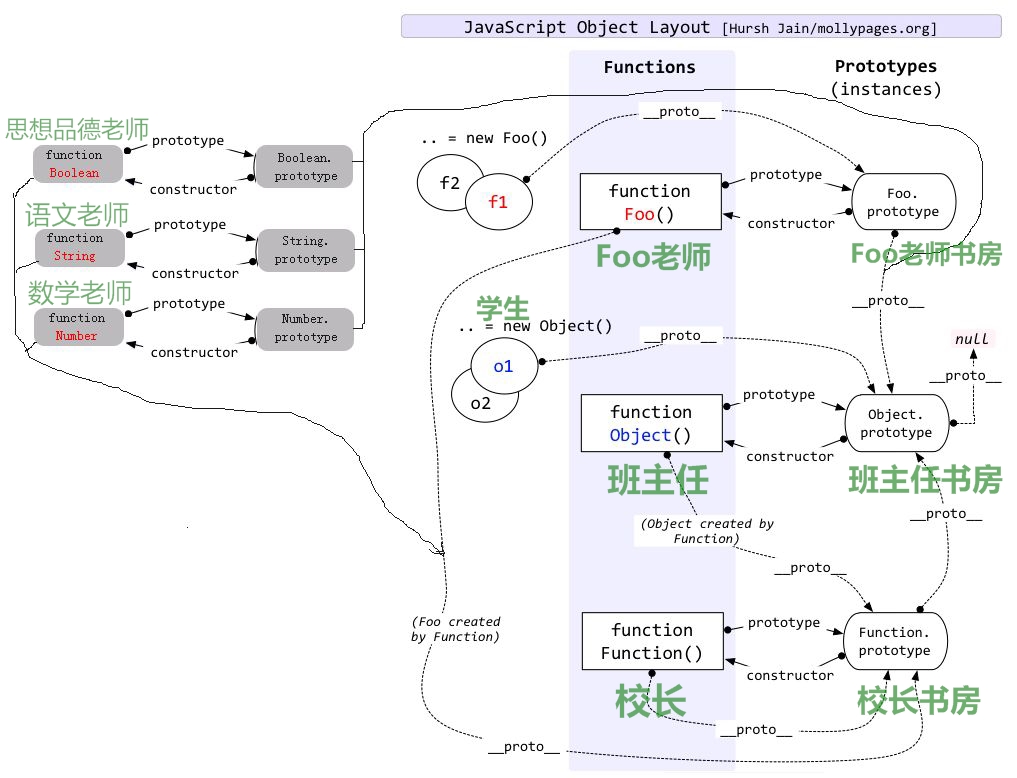 JavaScript Object Layout [Hursh Jain/mollypages.org]
Functions
Prototypes
(instances)
思想品德老师
function
Boolean
prototype
constructor
Boolean.
prototype
语文老师
function
String
prototype
constructor
String.
prototype
数学老师
function
Number
prototype
constructor
Number.
prototype
.. = new Foo()
f2
f1
__proto__
function
Foo()
prototype
constructor
Foo.
prototype
Foo老师
Foo老师书房
__proto__
学生
.. = new Object()
o1
o2
__proto__
null
__proto__
function
Object()
prototype
constructor
Object.
prototype
班主任
班主任书房
__proto__
(Object created by
Function)
__proto__
(Foo created
by Function)
function
Function()
prototype
constructor
Function.
prototype
校长
校长书房
__proto__
__proto__